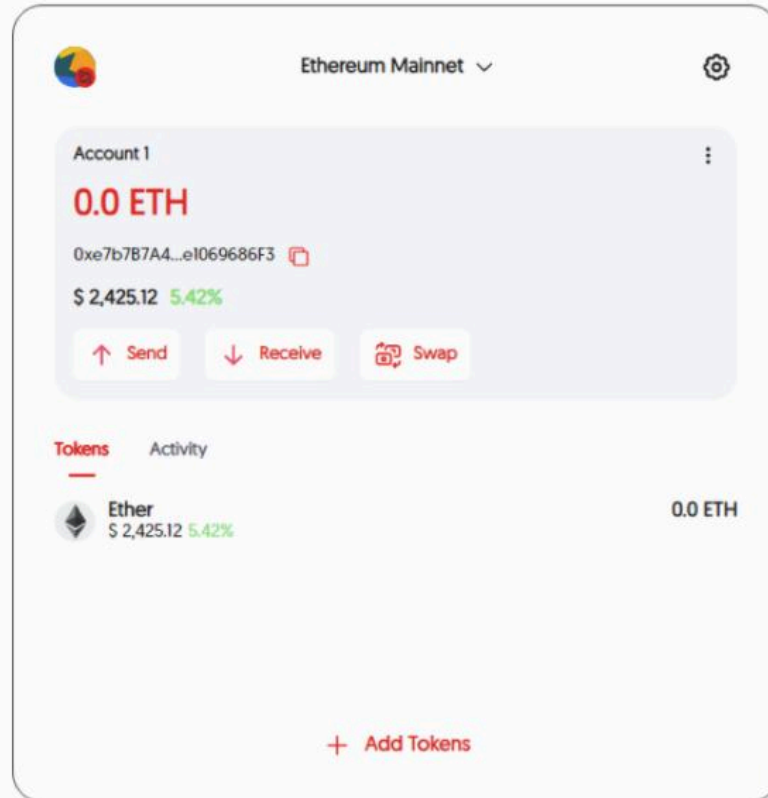 Ethereum Mainnet
Account 1
0.0 ETH
0xe7b7B7A4...e1069686F3
$ 2,425.12 5.42%
Send Receive Swap
Tokens Activity
Ether 0.0 ETH
$ 2,425.12 5.42%
Add Tokens